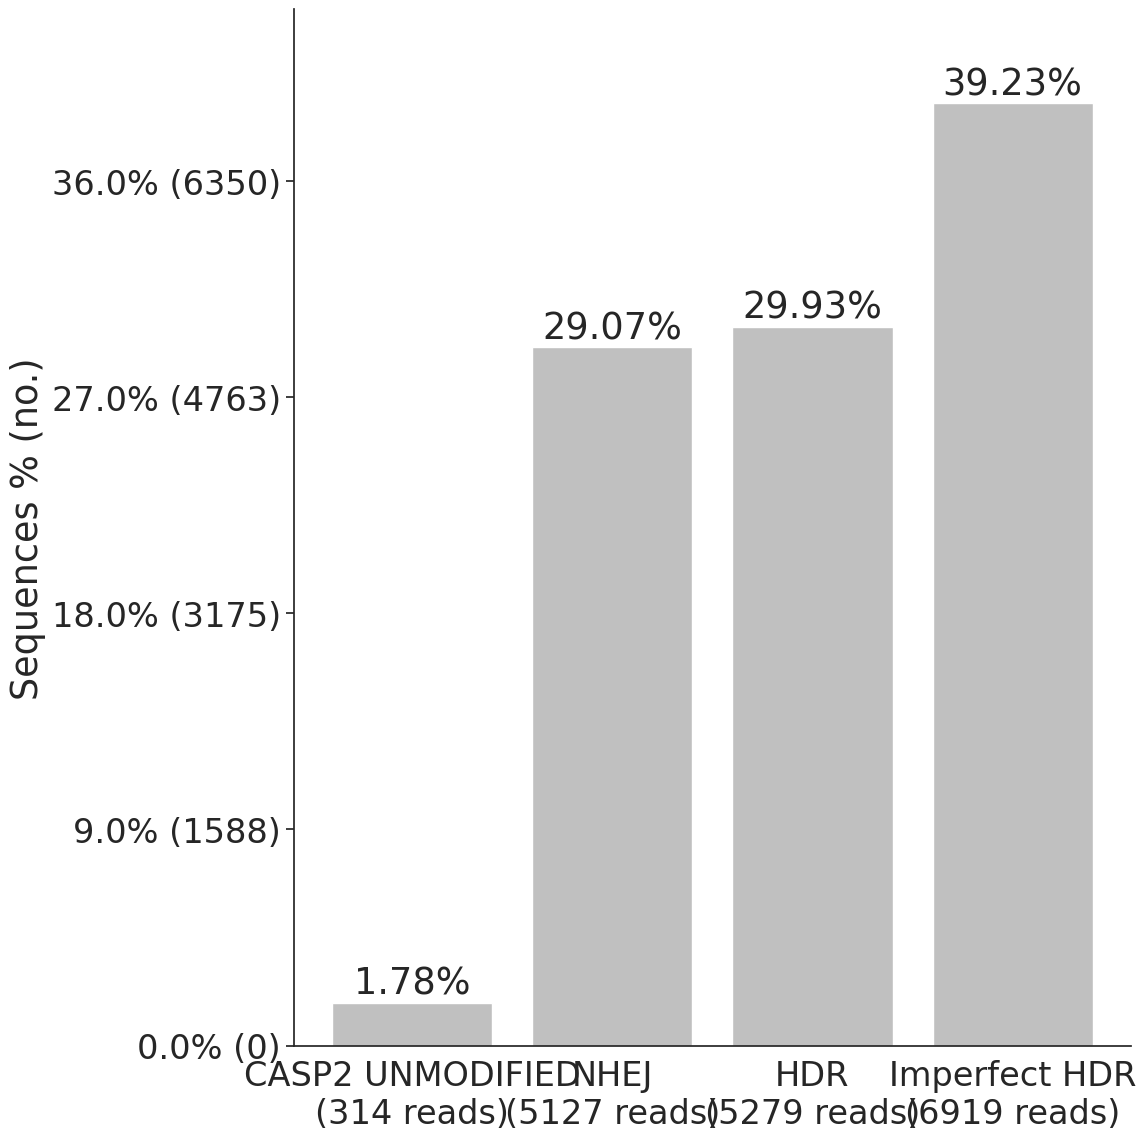 39.23%
36.0% (6350)
29.93%
29.07%
27.0% (4763)
Sequences % (no.)
18.0% (3175)
9.0% (1588)
1.78%
0.0% (0)
CASP2 UNMODIFIED
(314 reads)
NHEJ
(5127 reads)
HDR
(5279 reads)
Imperfect HDR
(6919 reads)